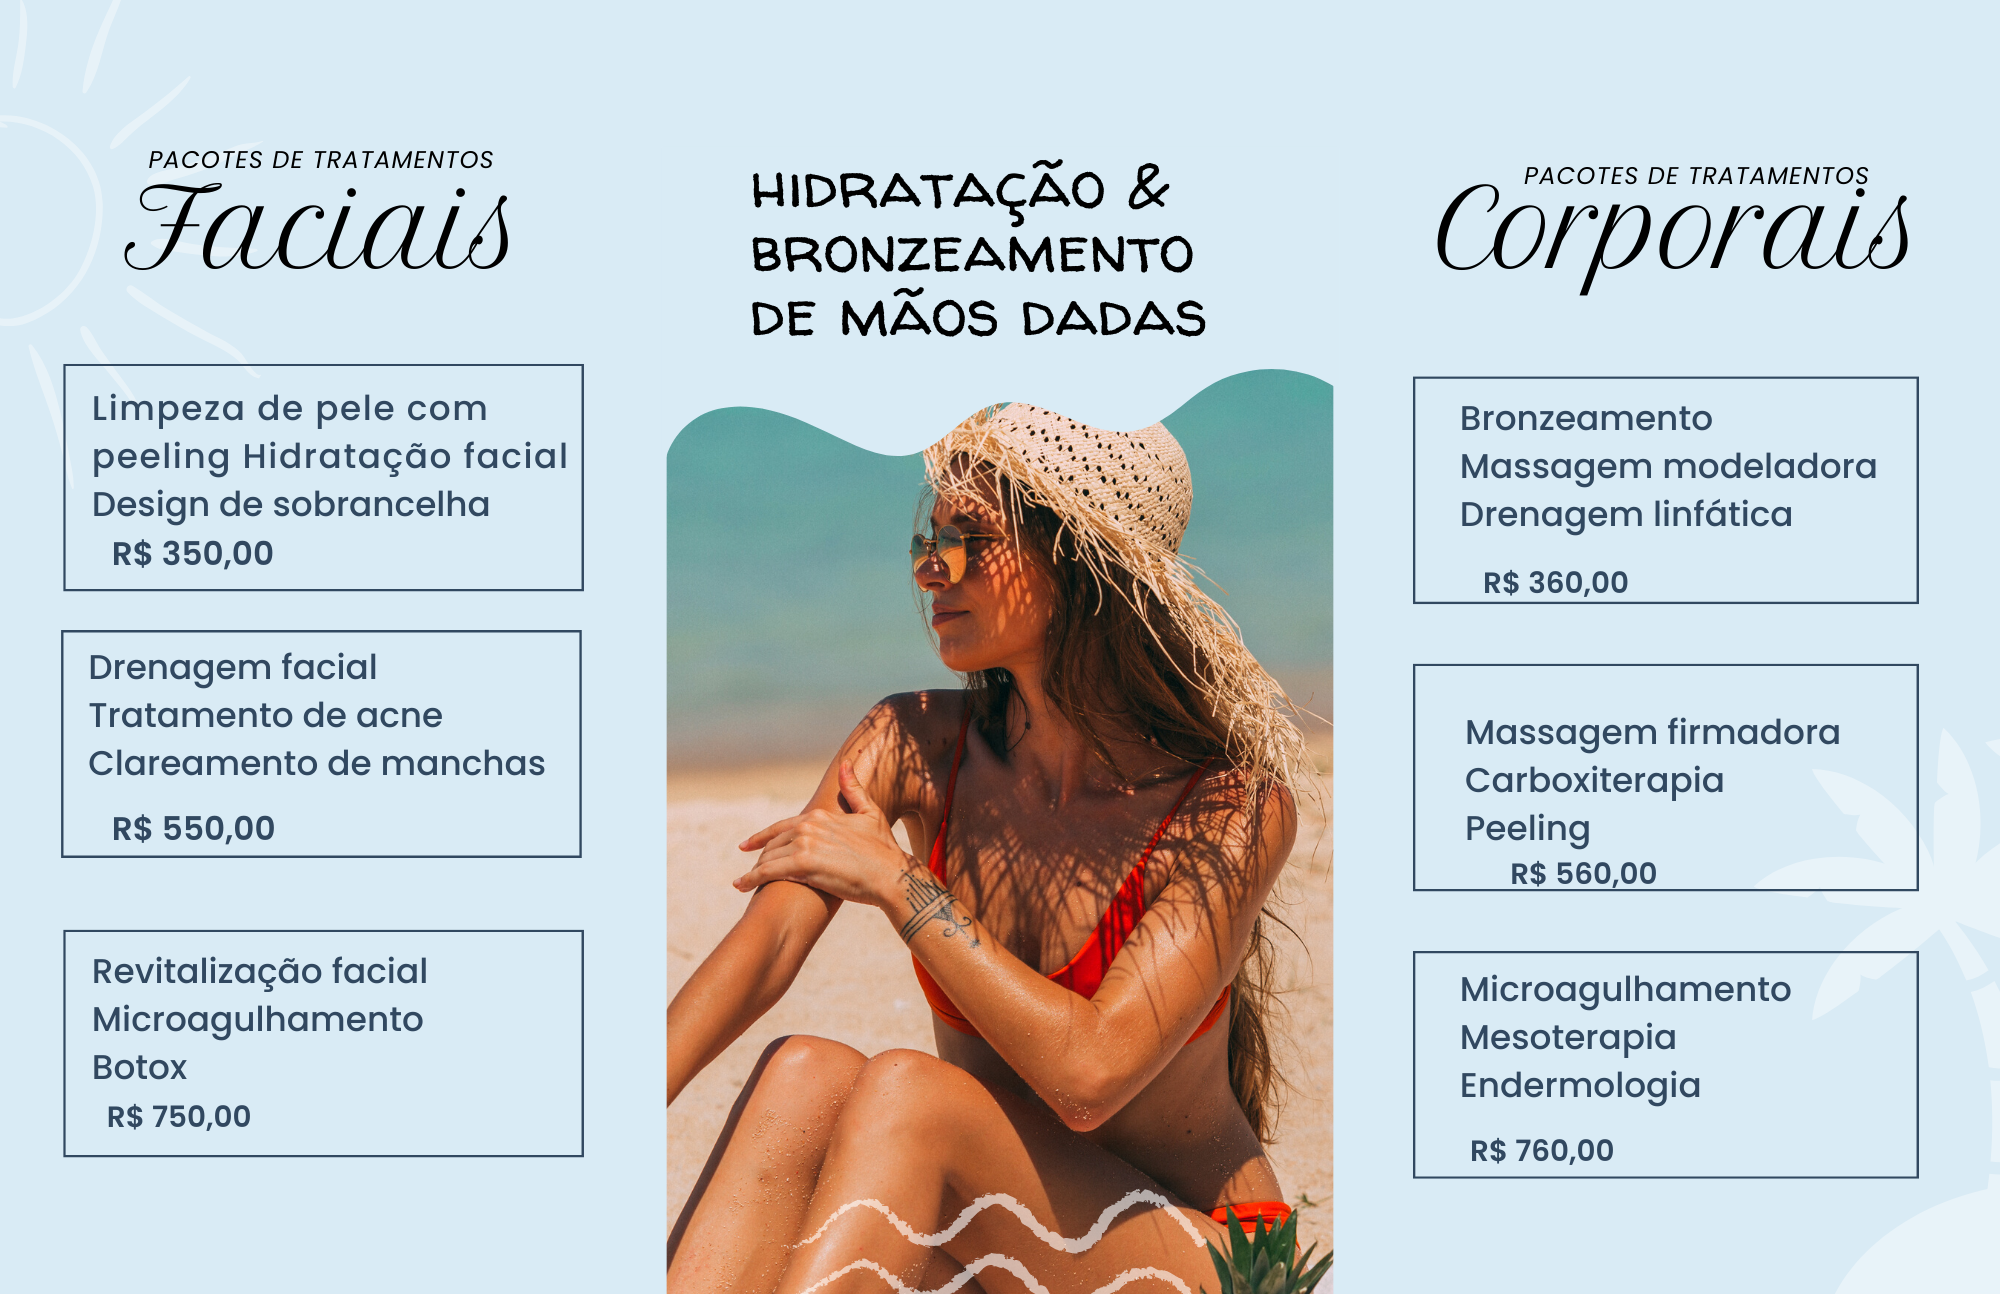 PACOTES DE TRATAMENTOS
Faciais
Limpeza de pele com
peeling Hidratação facial
Design de sobrancelha
R$ 350,00
Drenagem facial
Tratamento de acne
Clareamento de manchas
R$ 550,00
Revitalização facial
Microagulhamento
Botox
R$ 750,00
HIDRATAÇÃO &
BRONZEAMENTO
DE MÃOS DADAS
PACOTES DE TRATAMENTOS
Corporais
Bronzeamento
Massagem modeladora
Drenagem linfática
R$ 360,00
Massagem firmadora
Carboxiterapia
Peeling
R$ 560,00
Microagulhamento
Mesoterapia
Endermologia
R$ 760,00